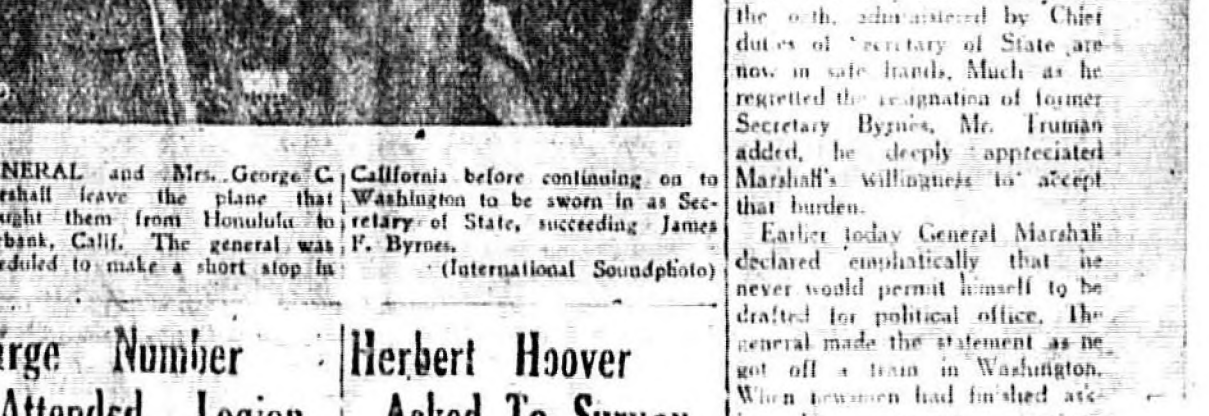 NERAL and Mrs. George C.
rshall leave the plane that
ught them from Honolulu to
bank, Calif. The general was
eduled to make a short stop in
California before continuing on to
Washington to be sworn in as Sec-
retary of State, succeeding James
F. Byrnes.
(International Soundphoto)
rge Number
Attended Legion
Herbert Hoover
Asked To Survey
the oath, administered by Chief
duties of Secretary of State are
now in safe hands. Much as he
regretted the resignation of former
Secretary Byrnes, Mr. Truman
added, he deeply appreciated
Marshall's willingness to accept
that burden.
Earlier today General Marshall
declared emphatically that he
never would permit himself to be
drafted for political office. The
general made the statement as he
got off a train in Washington.
When newsmen had finished ask-